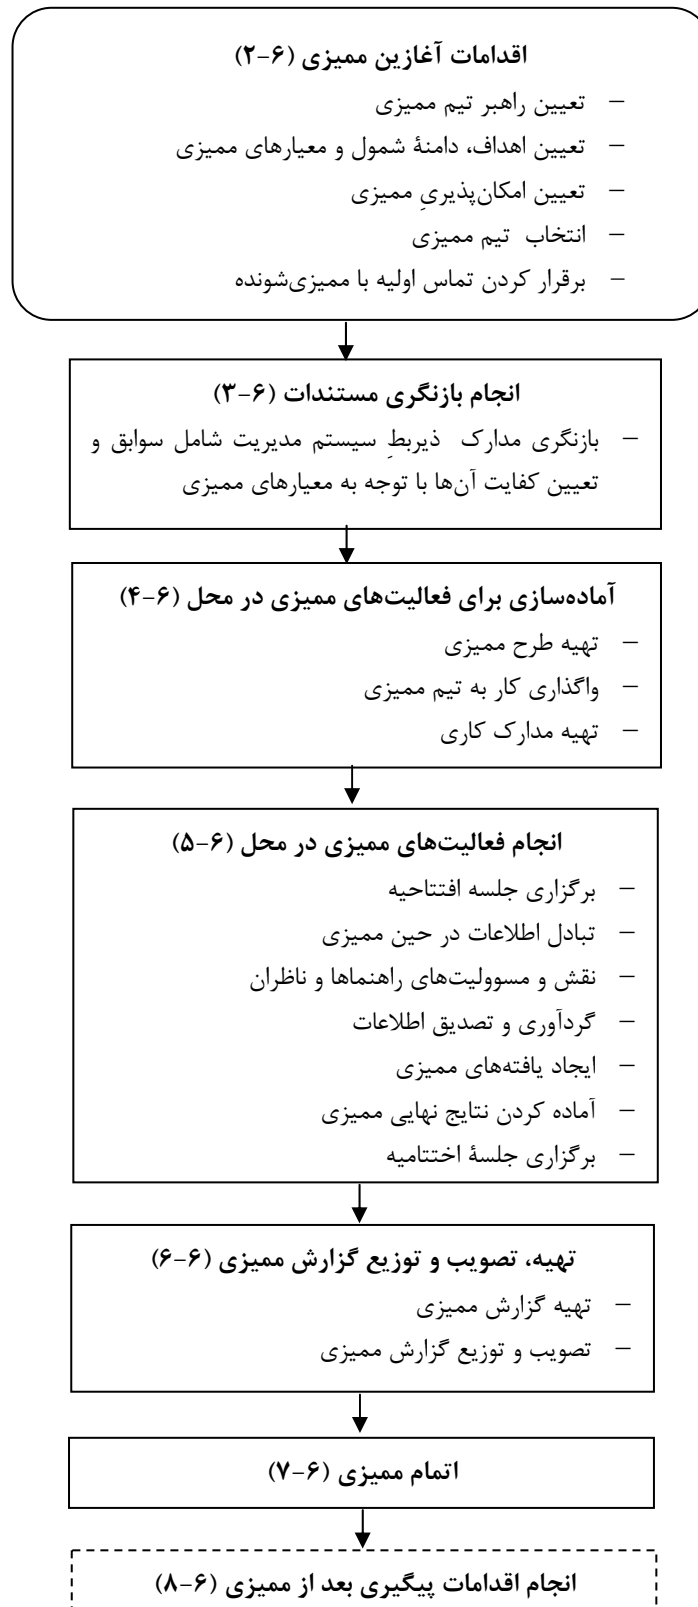 اقدامات آغازین ممیزی (۶-۲)
– تعیین راهبر تیم ممیزی
– تعیین اهداف، دامنۀ شمول و معیارهای ممیزی
– تعیین امکان‌پذیریِ ممیزی
– انتخاب تیم ممیزی
– برقرار کردن تماس اولیه با ممیزی‌شونده
انجام بازنگری مستندات (۶-۳)
– بازنگری مدارک ذیربطِ سیستم مدیریت شامل سوابق و
تعیین کفایت آن‌ها با توجه به معیارهای ممیزی
آماده‌سازی برای فعالیت‌های ممیزی در محل (۶-۴)
– تهیه طرح ممیزی
– واگذاری کار به تیم ممیزی
– تهیه مدارک کاری
انجام فعالیت‌های ممیزی در محل (۶-۵)
– برگزاری جلسه افتتاحیه
– تبادل اطلاعات در حین ممیزی
– نقش و مسوولیت‌های راهنماها و ناظران
– گردآوری و تصدیق اطلاعات
– ایجاد یافته‌های ممیزی
– آماده کردن نتایج نهایی ممیزی
– برگزاری جلسۀ اختتامیه
تهیه، تصویب و توزیع گزارش ممیزی (۶-۶)
– تهیه گزارش ممیزی
– تصویب و توزیع گزارش ممیزی
اتمام ممیزی (۶-۷)
انجام اقدامات پیگیری بعد از ممیزی (۶-۸)